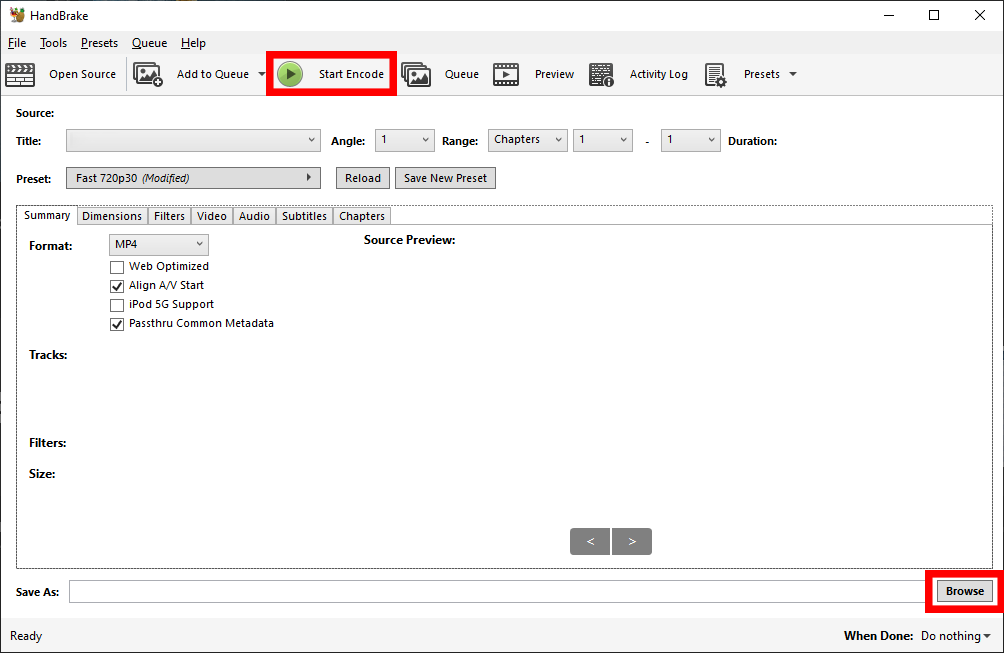 HandBrake
File Tools Presets Queue Help
Open Source Add to Queue Start Encode Queue Preview Activity Log Presets
Source:
Title: Angle: 1 Range: Chapters 1 - 1 Duration:
Preset: Fast 720p30 (Modified) Reload Save New Preset
Summary Dimensions Filters Video Audio Subtitles Chapters
Format: MP4 Source Preview:
Web Optimized
Align A/V Start
iPod 5G Support
Passthru Common Metadata
Tracks:
Filters:
Size:
< >
Save As: Browse
Ready When Done: Do nothing